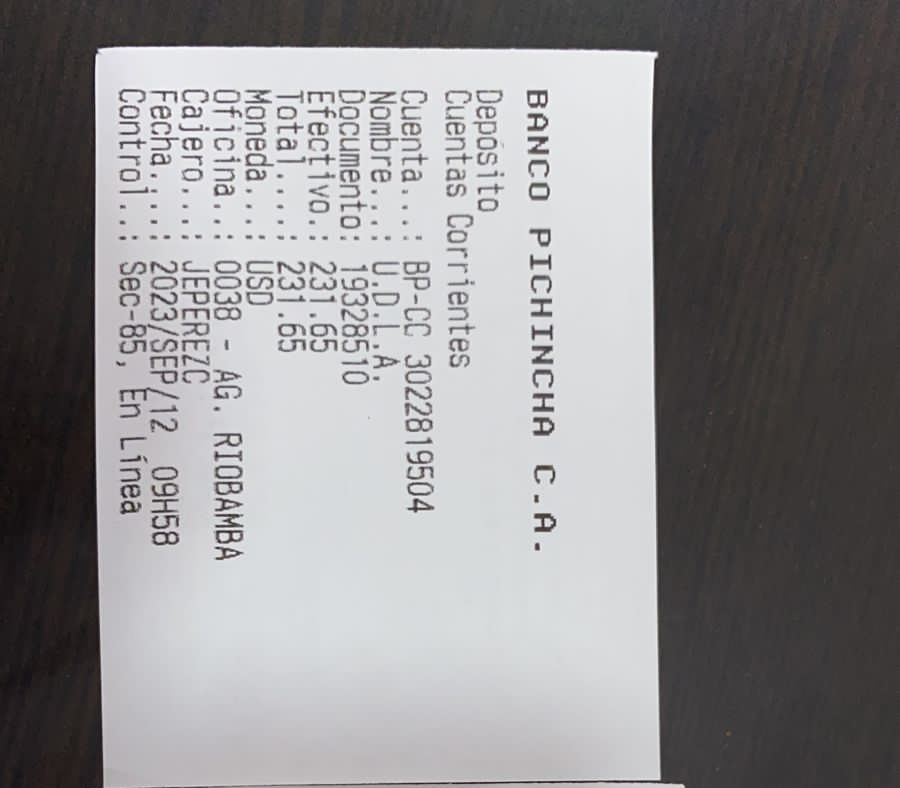 BANCO PICHINCHA C.A.
Depósito
Cuentas Corrientes
Cuenta..: BP-CC 3022819504
Nombre..: U.D.L.A.
Documento: 19328510
Efectivo.: 231.65
Total....: 231.65
Moneda...: USD
Oficina..: 0038 - AG. RIOBAMBA
Cajero...: JEPEREZC
Fecha....: 2023/SEP/12 09H58
Control..: Sec-85, En Línea